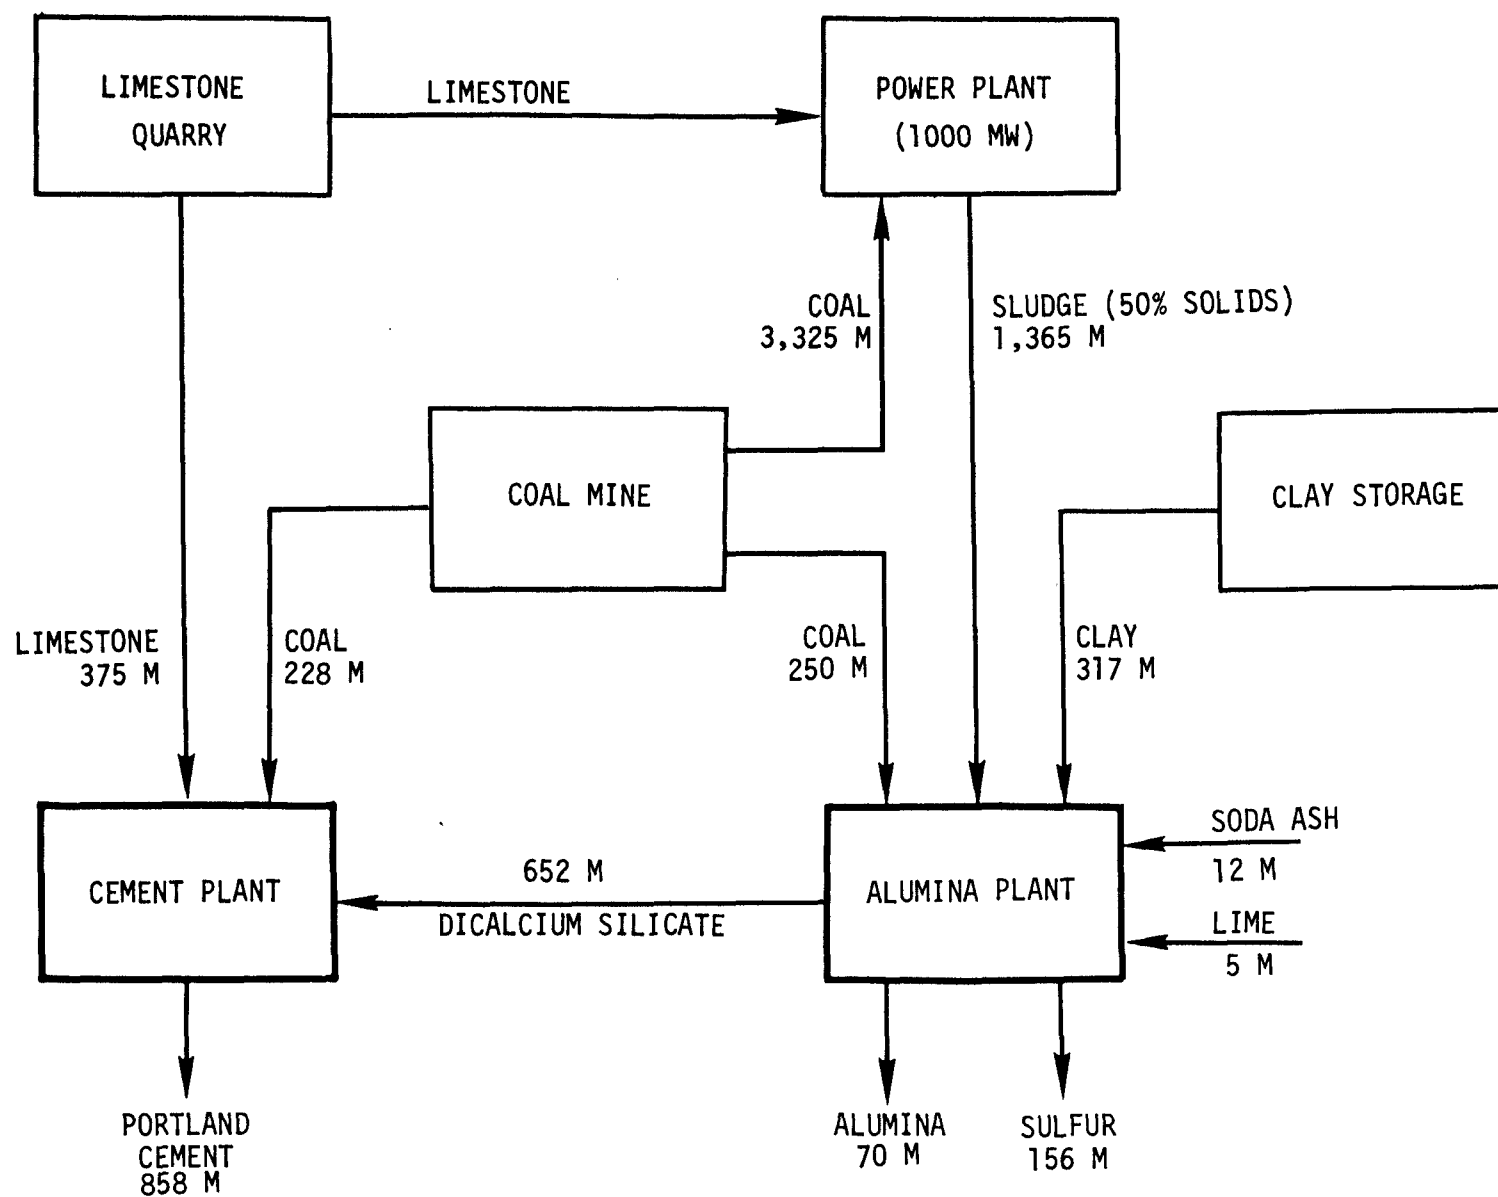 LIMESTONE
QUARRY
LIMESTONE
POWER PLANT
(1000 MW)
COAL
3,325 M
SLUDGE (50% SOLIDS)
1,365 M
COAL MINE
CLAY STORAGE
LIMESTONE
375 M
COAL
228 M
COAL
250 M
CLAY
317 M
CEMENT PLANT
652 M
DICALCIUM SILICATE
ALUMINA PLANT
SODA ASH
12 M
LIME
5 M
PORTLAND
CEMENT
858 M
ALUMINA
70 M
SULFUR
156 M